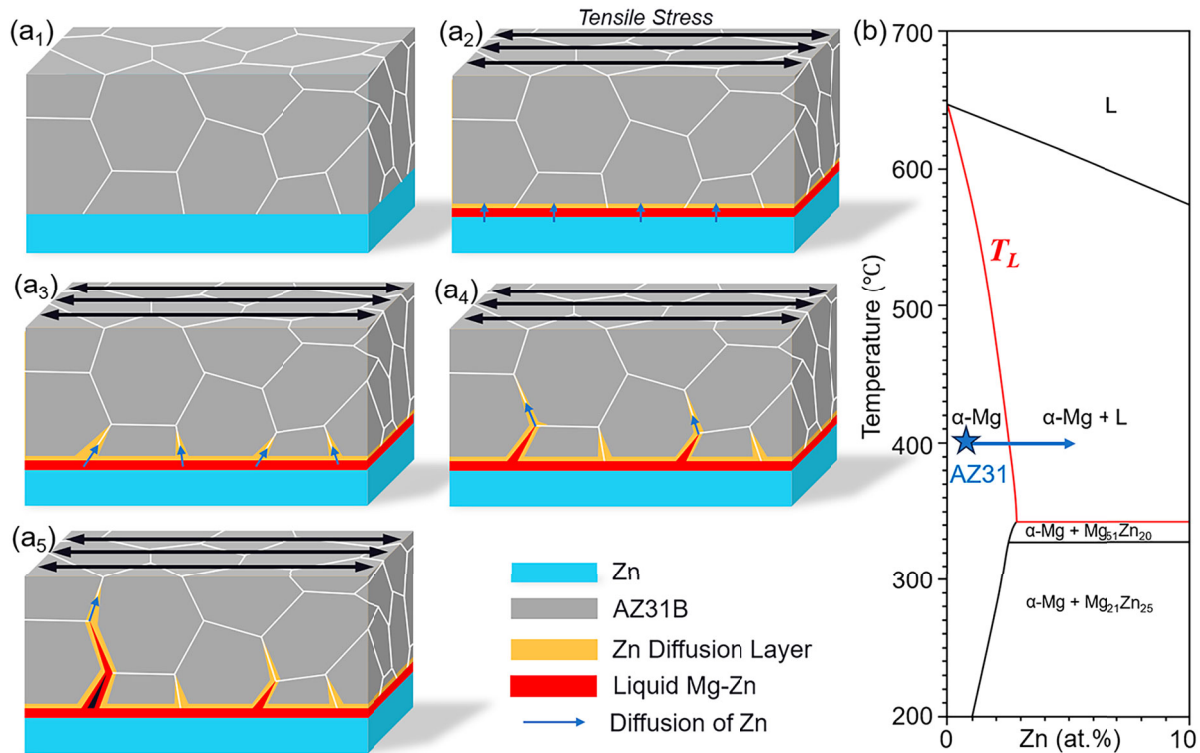 (a₁)
(a₂)
Tensile Stress
(a₃)
(a₄)
(a₅)
Zn
AZ31B
Zn Diffusion Layer
Liquid Mg-Zn
Diffusion of Zn
(b)
700
600
500
400
300
200
Temperature (℃)
L
T_L
α-Mg
α-Mg + L
AZ31
α-Mg + Mg₅₁Zn₂₀
α-Mg + Mg₂₁Zn₂₅
0
Zn (at.%)
10